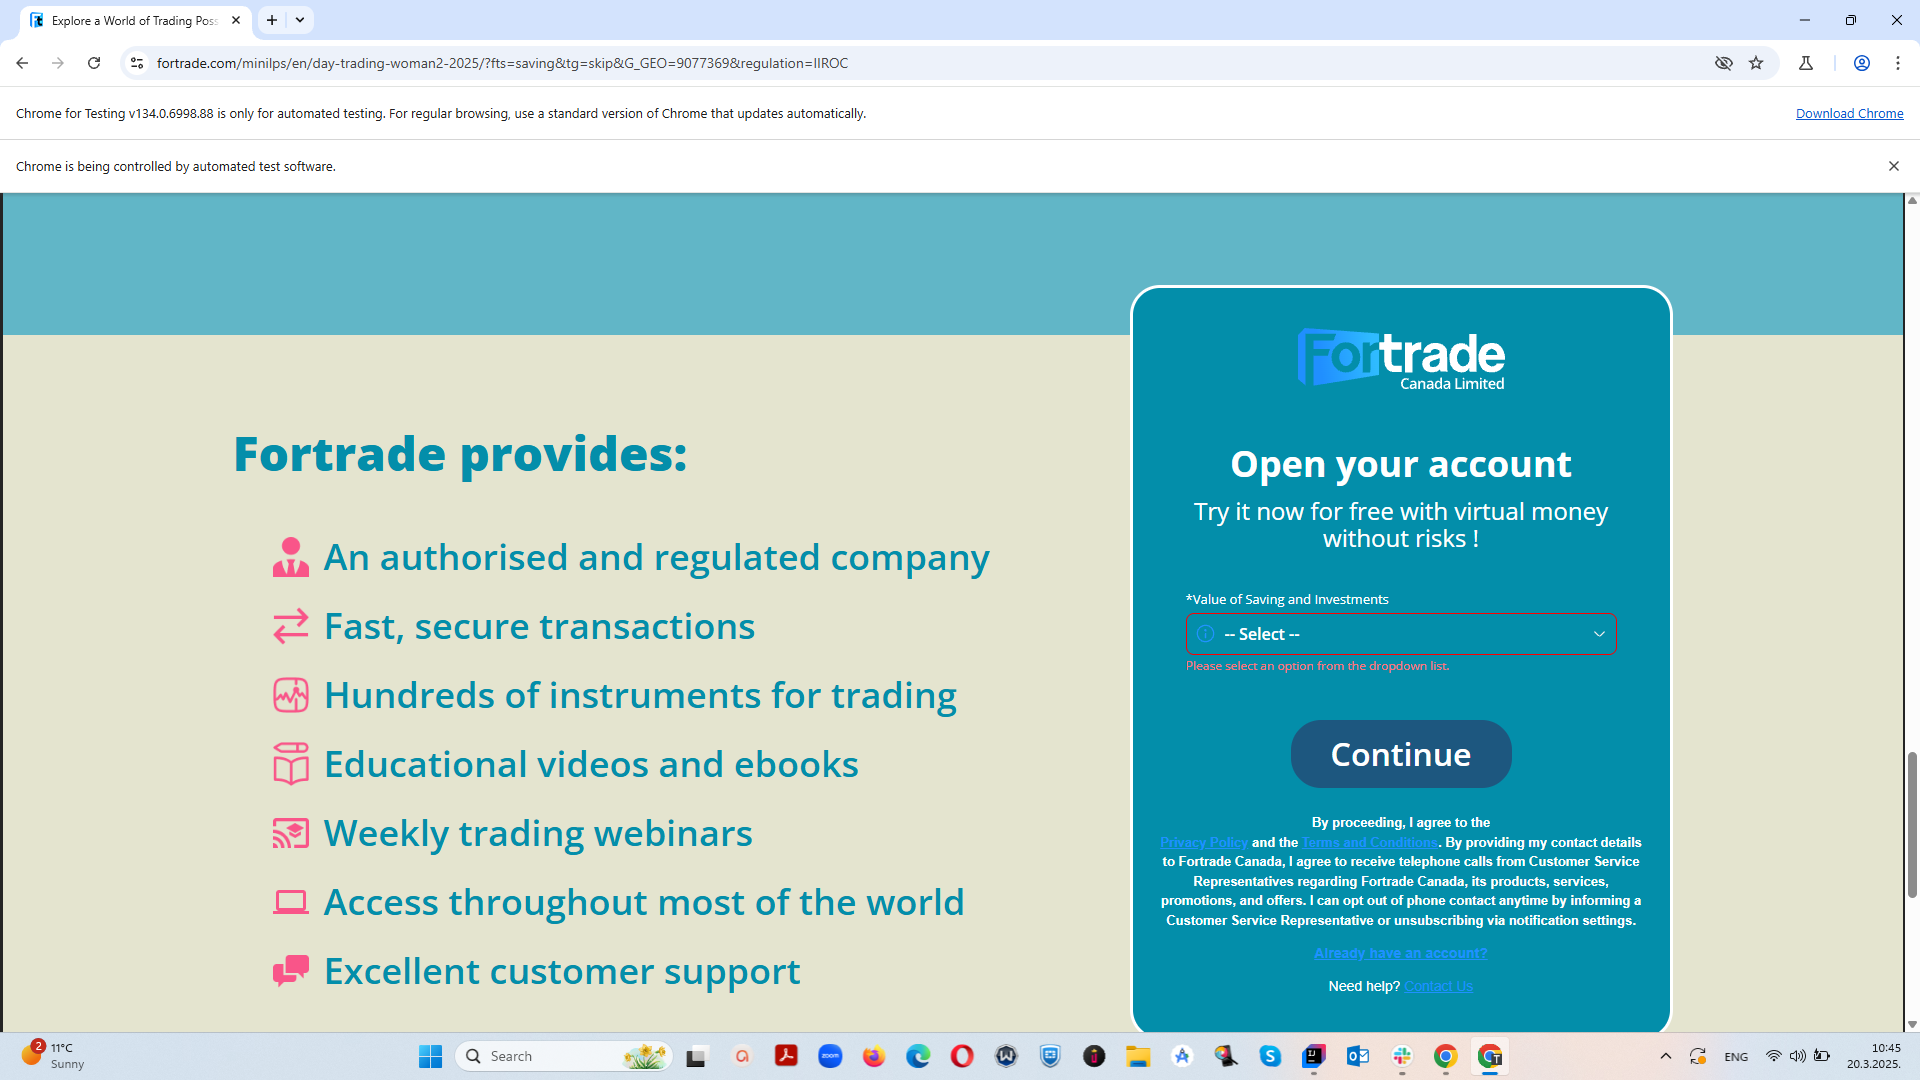 Explore a World of Trading Poss
fortrade.com/minilps/en/day-trading-woman2-2025/?fts=saving&tg=skip&G_GEO=9077369&regulation=IIROC
Chrome for Testing v134.0.6998.88 is only for automated testing. For regular browsing, use a standard version of Chrome that updates automatically.
Download Chrome
Chrome is being controlled by automated test software.
Fortrade provides:
An authorised and regulated company
Fast, secure transactions
Hundreds of instruments for trading
Educational videos and ebooks
Weekly trading webinars
Access throughout most of the world
Excellent customer support
Fortrade
Canada Limited
Open your account
Try it now for free with virtual money
without risks !
*Value of Saving and Investments
-- Select --
Please select an option from the dropdown list.
Continue
By proceeding, I agree to the
Privacy Policy and the Terms and Conditions. By providing my contact details
to Fortrade Canada, I agree to receive telephone calls from Customer Service
Representatives regarding Fortrade Canada, its products, services,
promotions, and offers. I can opt out of phone contact anytime by informing a
Customer Service Representative or unsubscribing via notification settings.
Already have an account?
Need help? Contact Us
2
11°C
Sunny
Search
zoom
ENG
10:45
20.3.2025.